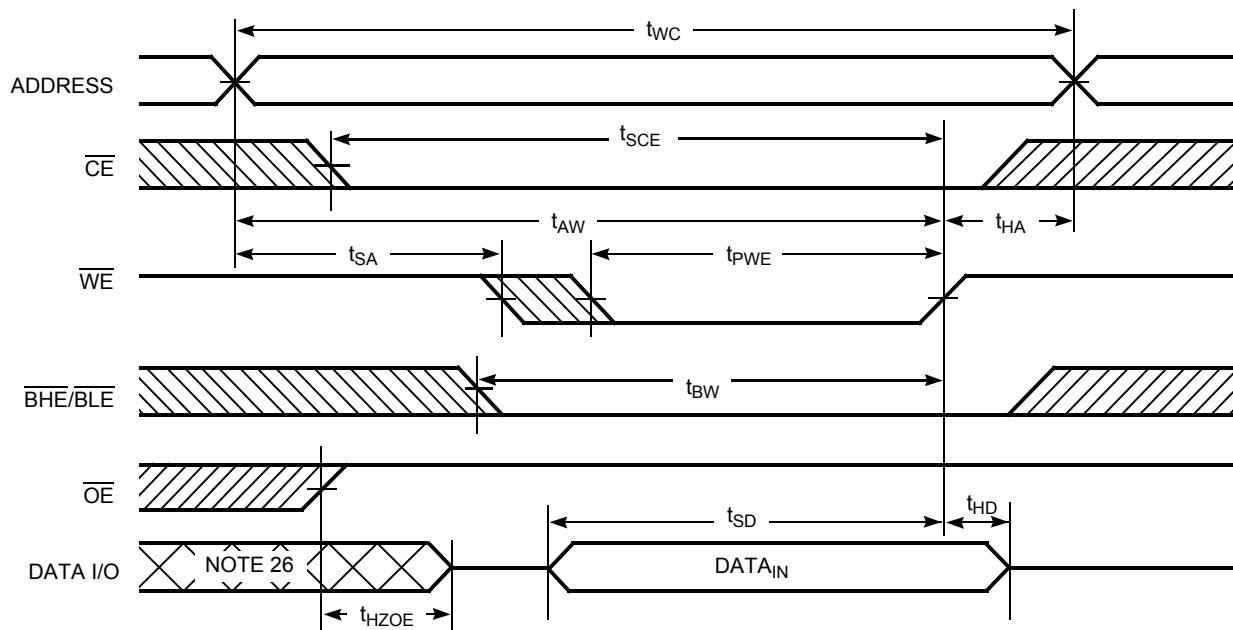 tWC
ADDRESS
tSCE
CE
tAW
tHA
tSA
tPWE
WE
tBW
BHE/BLE
OE
tSD
tHD
NOTE 26
DATA I/O
DATAIN
tHZOE